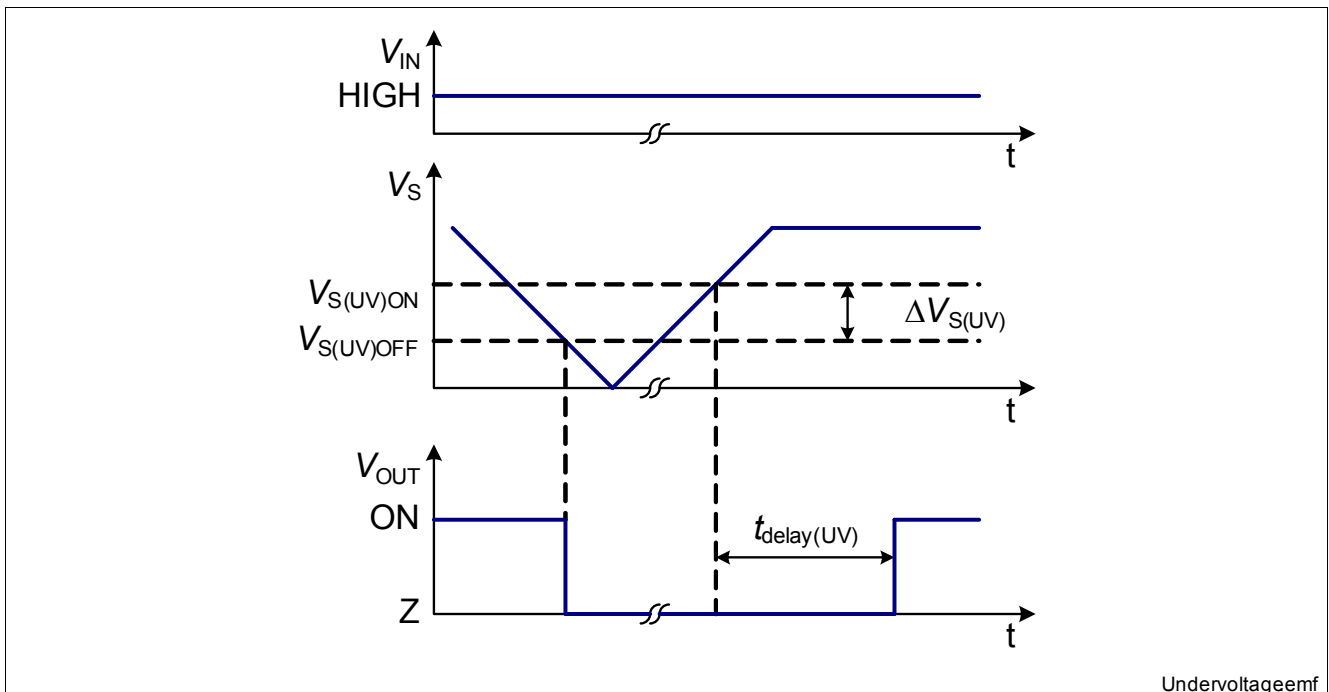 VIN
HIGH
t
VS
VS(UV)ON
ΔVS(UV)
VS(UV)OFF
t
VOUT
ON
tdelay(UV)
Z
t
Undervoltageemf